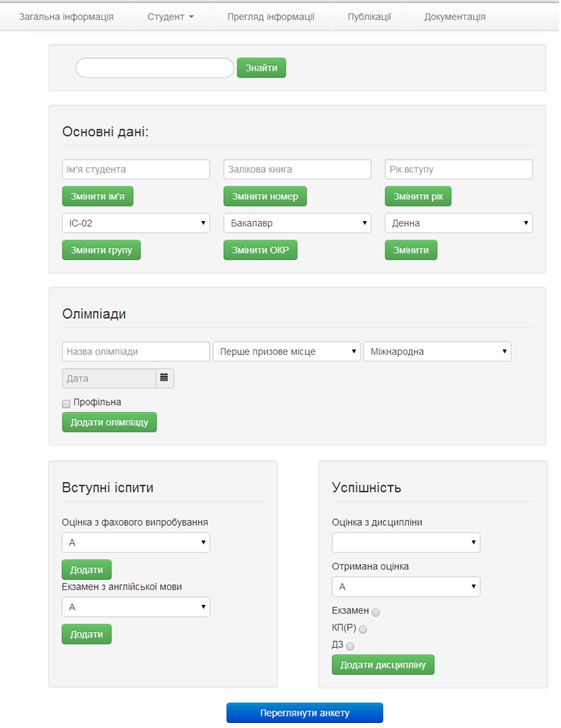 Загальна інформація Студент Прегляд інформації Публікації Документація
Знайти
Основні дані:
Ім'я студента Залікова книга Рік вступу
Змінити ім'я Змінити номер Змінити рік
ІС-02 Бакалавр Денна
Змінити групу Змінити ОКР Змінити
Олімпіади
Назва олімпіади Перше призове місце Міжнародна
Дата
Профільна
Додати олімпіаду
Вступні іспити
Оцінка з фахового випробування
A
Додати
Екзамен з англійської мови
A
Додати
Успішність
Оцінка з дисципліни
Отримана оцінка
A
Екзамен
КП(Р)
ДЗ
Додати дисципліну
Переглянути анкету